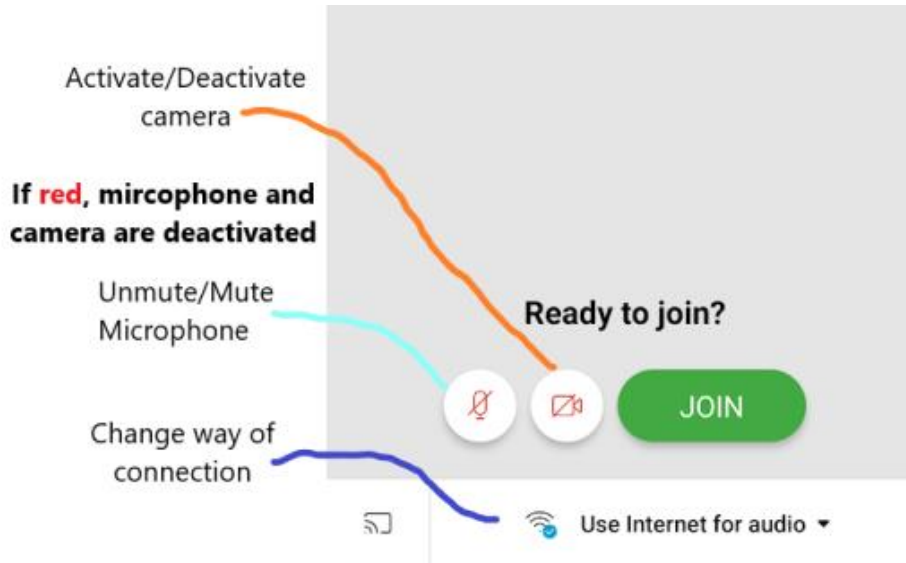 Activate/Deactivate
camera
If red, mircophone and
camera are deactivated
Unmute/Mute
Microphone
Ready to join?
JOIN
Change way of
connection
Use Internet for audio